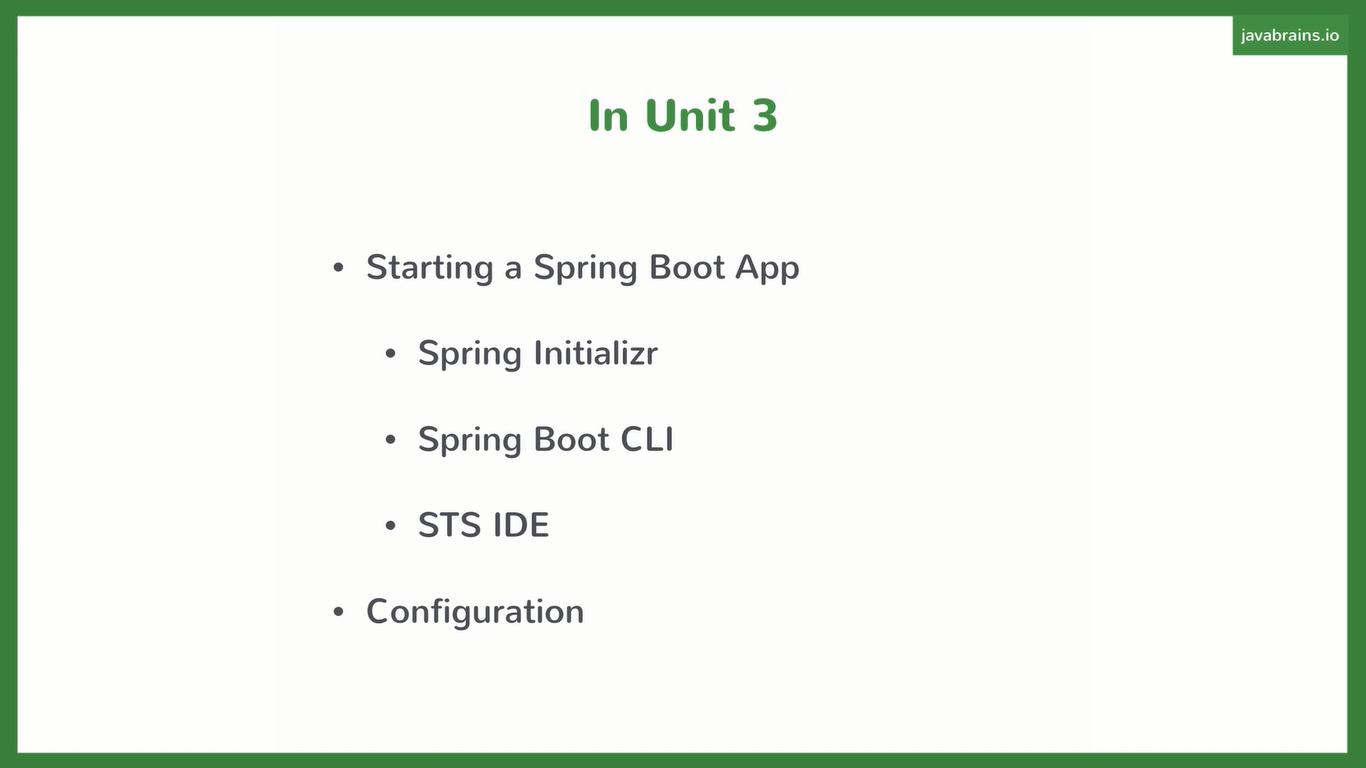 javabrains.io
In Unit 3
• Starting a Spring Boot App
• Spring Initializr
• Spring Boot CLI
• STS IDE
• Configuration